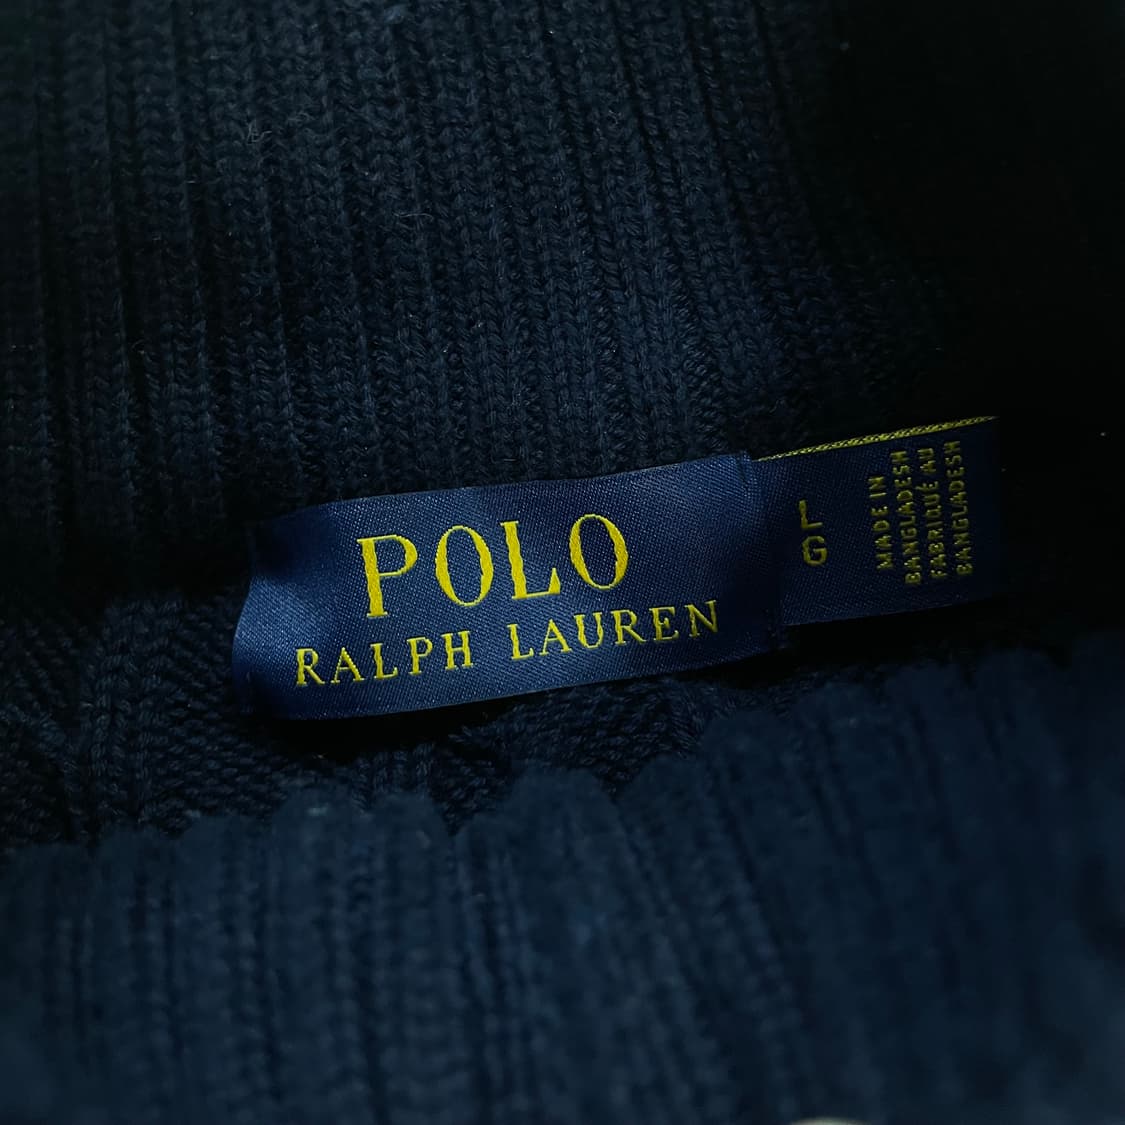 POLO
RALPH LAUREN
L
G
MADE IN
BANGLADESH
FABRIQUÉ AU
BANGLADESH